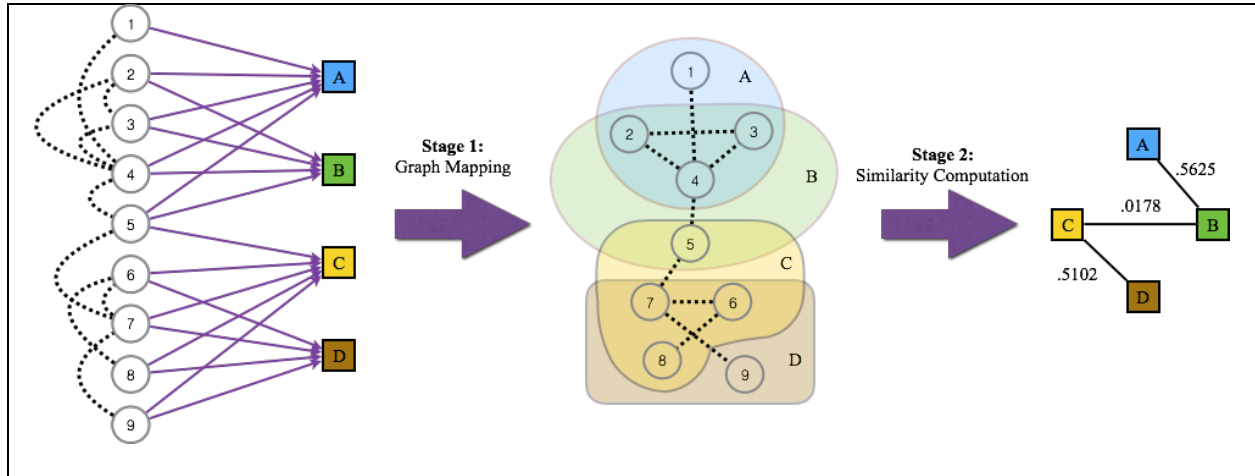 1
2
3
4
5
6
7
8
9
A
B
C
D
Stage 1:
Graph Mapping
1
A
2
3
4
B
5
C
7
6
8
9
D
Stage 2:
Similarity Computation
A
.5625
.0178
C
B
.5102
D